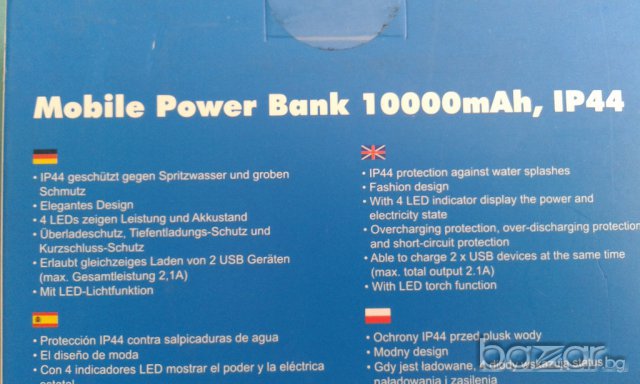 Mobile Power Bank 10000mAh, IP44
• IP44 geschützt gegen Spritzwasser und groben
Schmutz
• Elegantes Design
• 4 LEDs zeigen Leistung und Akkustand
• Überladeschutz, Tiefentladungs-Schutz und
Kurzschluss-Schutz
• Erlaubt gleichzeiges Laden von 2 USB Geräten
(max. Gesamtleistung 2,1A)
• Mit LED-Lichtfunktion
• IP44 protection against water splashes
• Fashion design
• With 4 LED indicator display the power and
electricity state
• Overcharging protection, over-discharging protection
and short-circuit protection
• Able to charge 2 x USB devices at the same time
(max. total output 2.1A)
• With LED torch function
• Protección IP44 contra salpicaduras de agua
• El diseño de moda
• Con 4 indicadores LED mostrar el poder y la eléctrica
• Ochrony IP44 przed plusk wody
• Modny design
• Gdy jest ładowane, 4 diody wskazują status
naładowania i zasilenia
bazar.bg